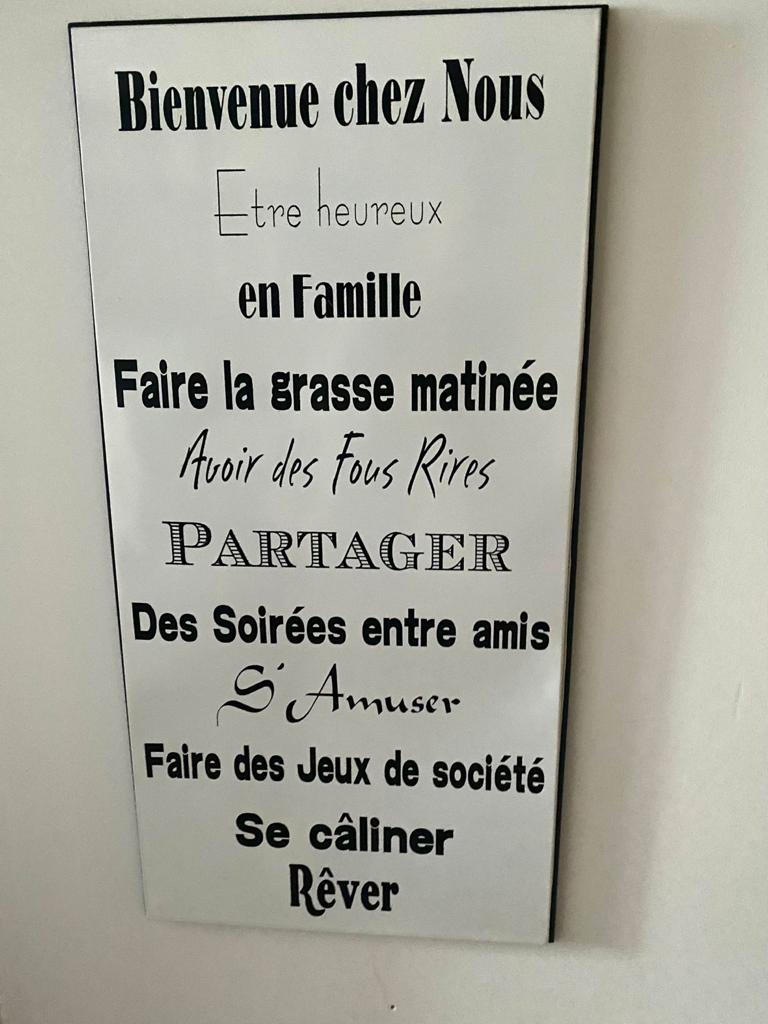 Bienvenue chez Nous
Etre heureux
en Famille
Faire la grasse matinée
Avoir des Fous Rires
PARTAGER
Des Soirées entre amis
S'Amuser
Faire des Jeux de société
Se câliner
Rêver